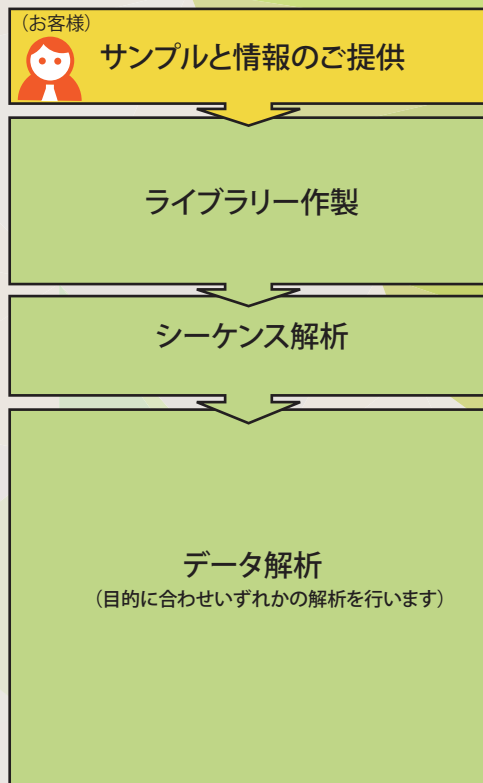 (お客様)
サンプルと情報のご提供
ライブラリー作製
シーケンス解析
データ解析
(目的に合わせいずれかの解析を行います)